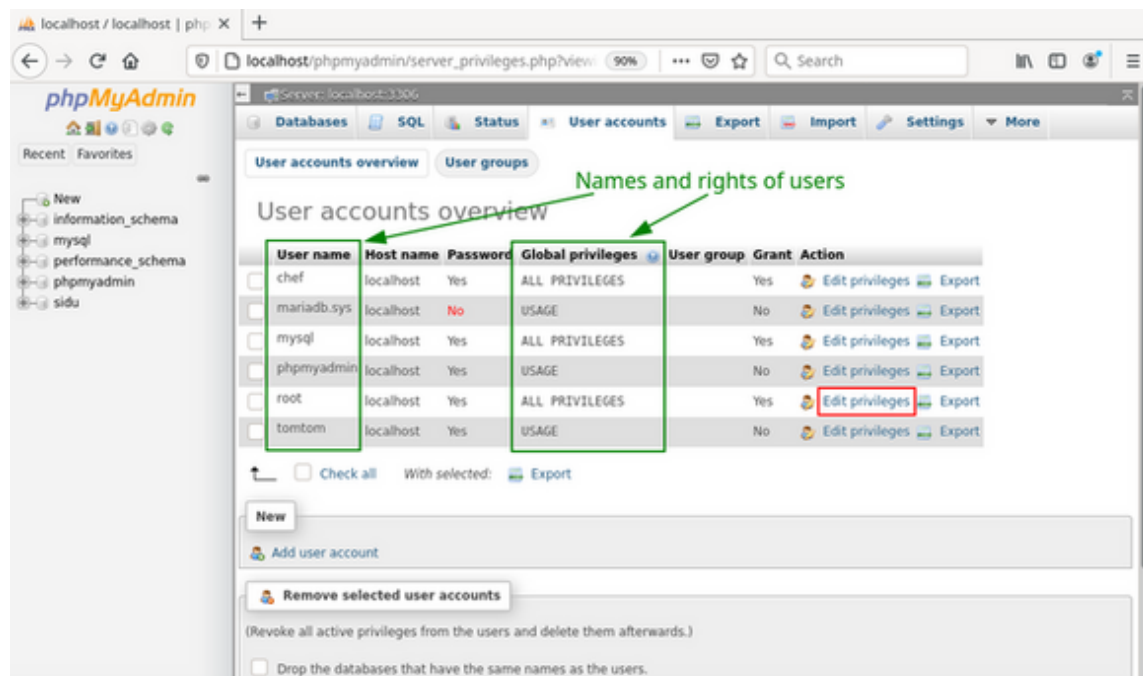 localhost / localhost | php
localhost/phpmyadmin/server_privileges.php?view 90% Search
phpMyAdmin
Recent Favorites
New
information_schema
mysql
performance_schema
phpmyadmin
sidu
Server: localhost:3306
Databases SQL Status User accounts Export Import Settings More
User accounts overview User groups
Names and rights of users
User accounts overview
User name Host name Password Global privileges User group Grant Action
chef localhost Yes ALL PRIVILEGES Yes Edit privileges Export
mariadb.sys localhost No USAGE No Edit privileges Export
mysql localhost Yes ALL PRIVILEGES Yes Edit privileges Export
phpmyadmin localhost Yes USAGE No Edit privileges Export
root localhost Yes ALL PRIVILEGES Yes Edit privileges Export
tomtom localhost Yes USAGE No Edit privileges Export
Check all With selected: Export
New
Add user account
Remove selected user accounts
(Revoke all active privileges from the users and delete them afterwards.)
Drop the databases that have the same names as the users.